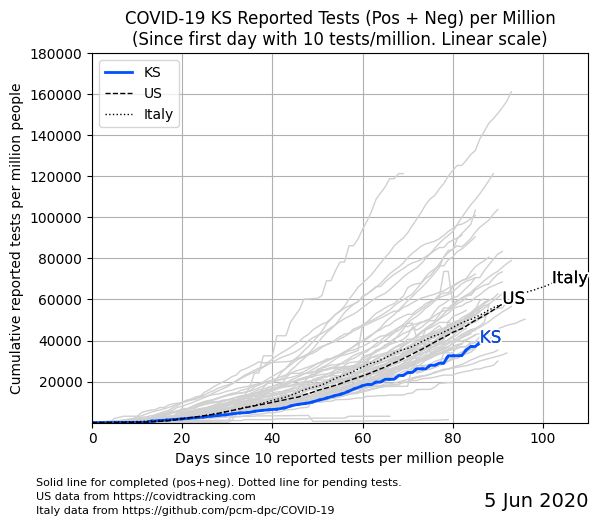 COVID-19 KS Reported Tests (Pos + Neg) per Million
(Since first day with 10 tests/million. Linear scale)
Cumulative reported tests per million people
180000
160000
140000
120000
100000
80000
60000
40000
20000
KS
US
Italy
Italy
US
KS
0
20
40
60
80
100
Days since 10 reported tests per million people
Solid line for completed (pos+neg). Dotted line for pending tests.
US data from https://covidtracking.com
Italy data from https://github.com/pcm-dpc/COVID-19
5 Jun 2020